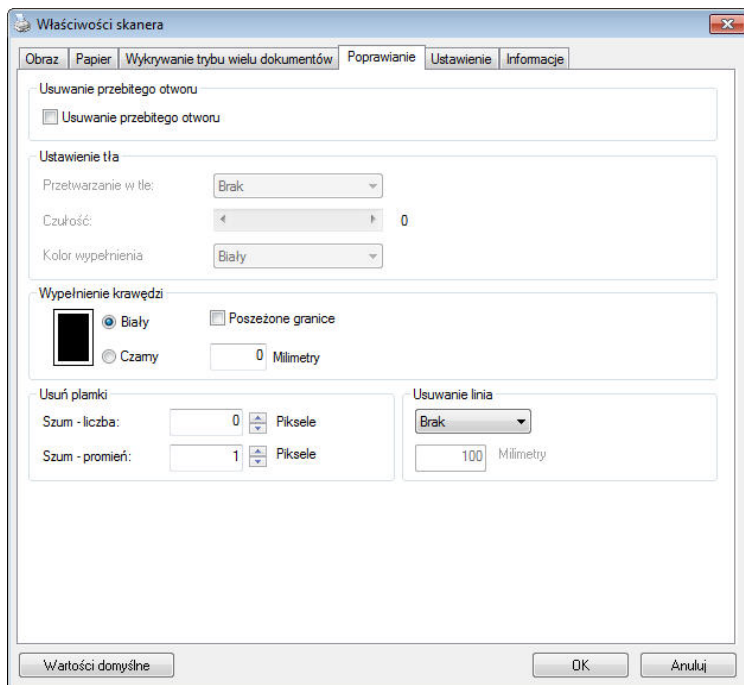 Właściwości skanera
Obraz Papier Wykrywanie trybu wielu dokumentów Poprawianie Ustawienie Informacje
Usuwanie przebitego otworu
Usuwanie przebitego otworu
Ustawienie tła
Przetwarzanie w tle: Brak
Czułość: 0
Kolor wypełnienia Biały
Wypełnienie krawędzi
Biały Poszeżone granice
Czarny 0 Milimetry
Usuń plamki Usuwanie linia
Szum - liczba: 0 Piksele Brak
Szum - promień: 1 Piksele 100 Milimetry
Wartości domyślne OK Anuluj